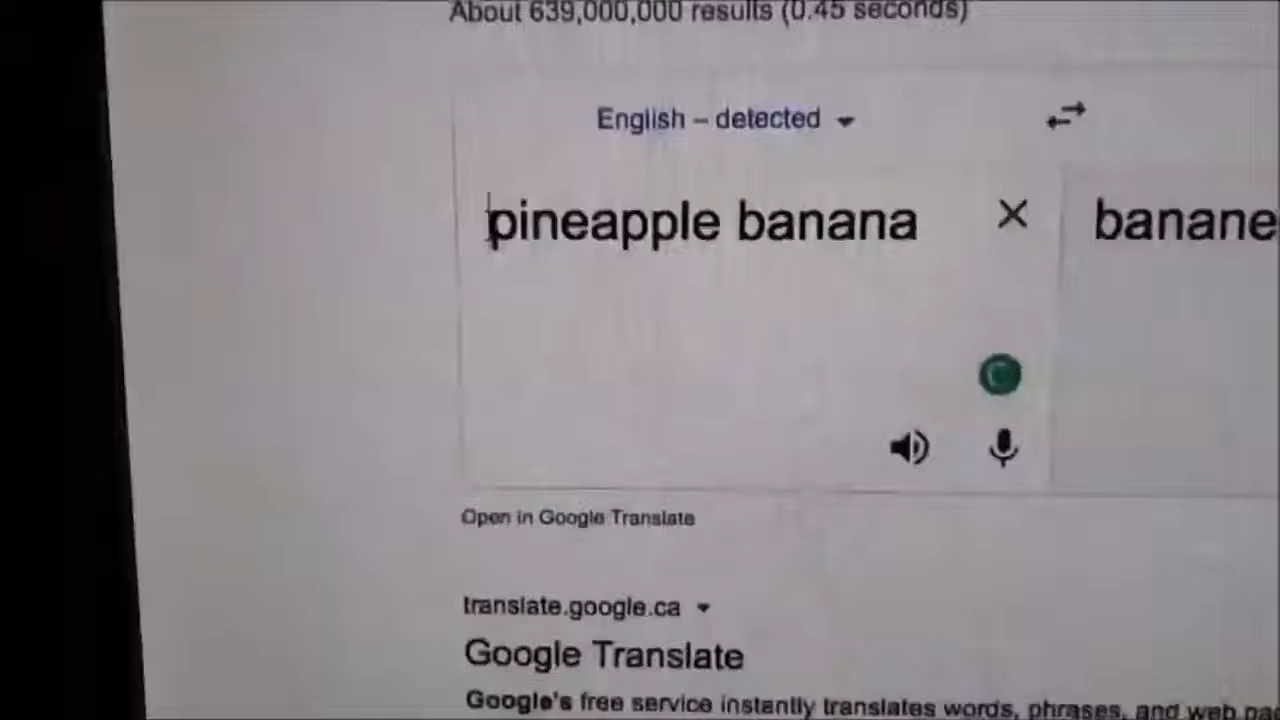 About 639,000,000 results (0.45 seconds)
English – detected
pineapple banana
banane
Open in Google Translate
translate.google.ca
Google Translate
Google's free service instantly translates words, phrases, and web